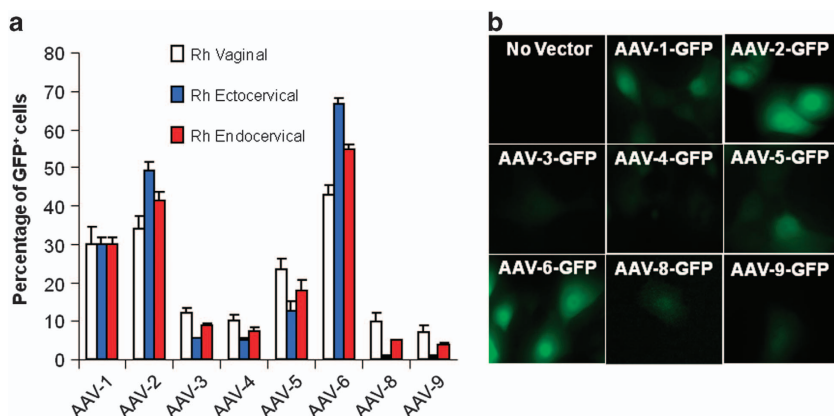 a
80
70
60
50
40
30
20
10
0
Percentage of GFP⁺ cells
Rh Vaginal
Rh Ectocervical
Rh Endocervical
AAV-1
AAV-2
AAV-3
AAV-4
AAV-5
AAV-6
AAV-8
AAV-9
b
No Vector
AAV-1-GFP
AAV-2-GFP
AAV-3-GFP
AAV-4-GFP
AAV-5-GFP
AAV-6-GFP
AAV-8-GFP
AAV-9-GFP